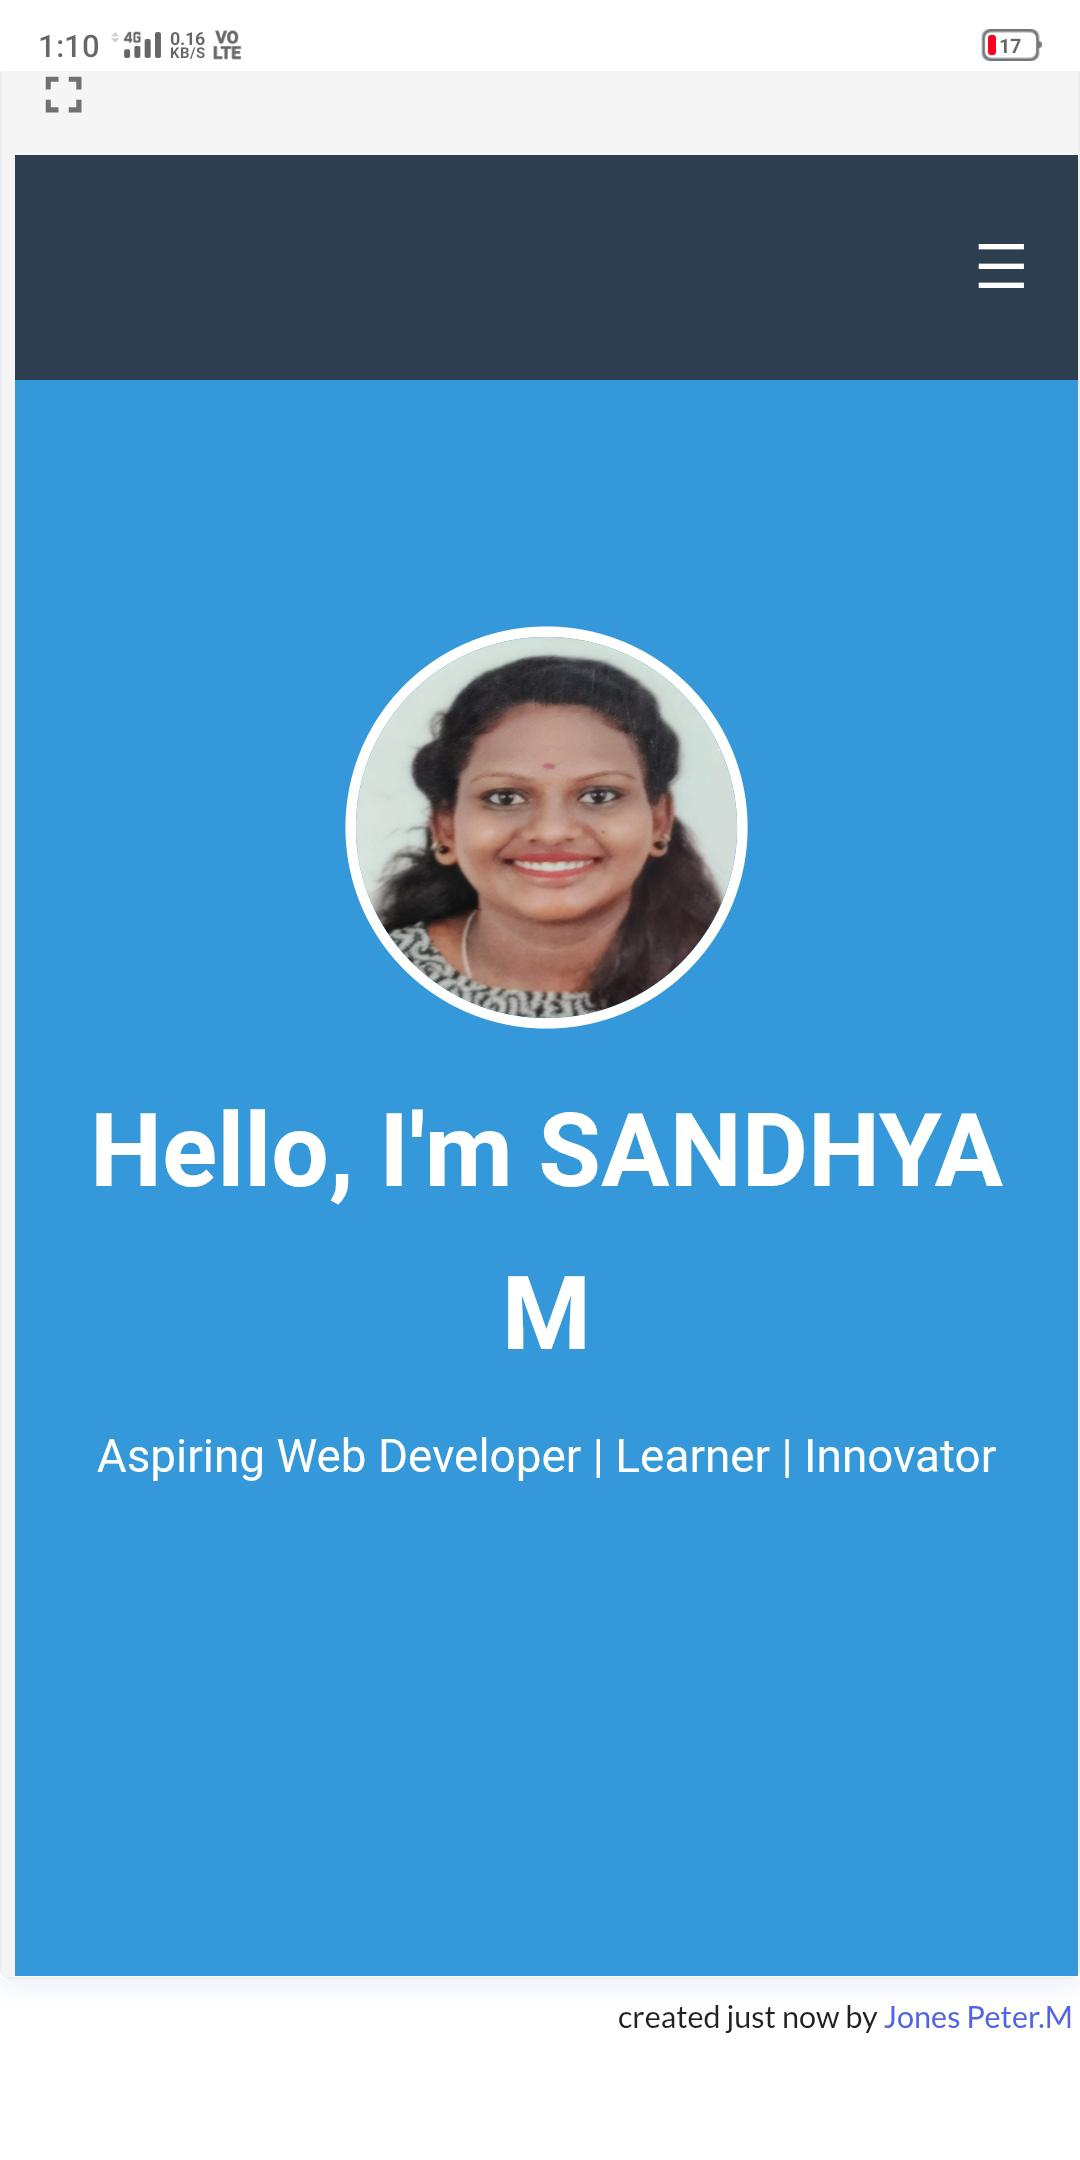 1:10 4G 0.16 KB/S VO LTE 17
Hello, I'm SANDHYA
M
Aspiring Web Developer | Learner | Innovator
created just now by Jones Peter.M